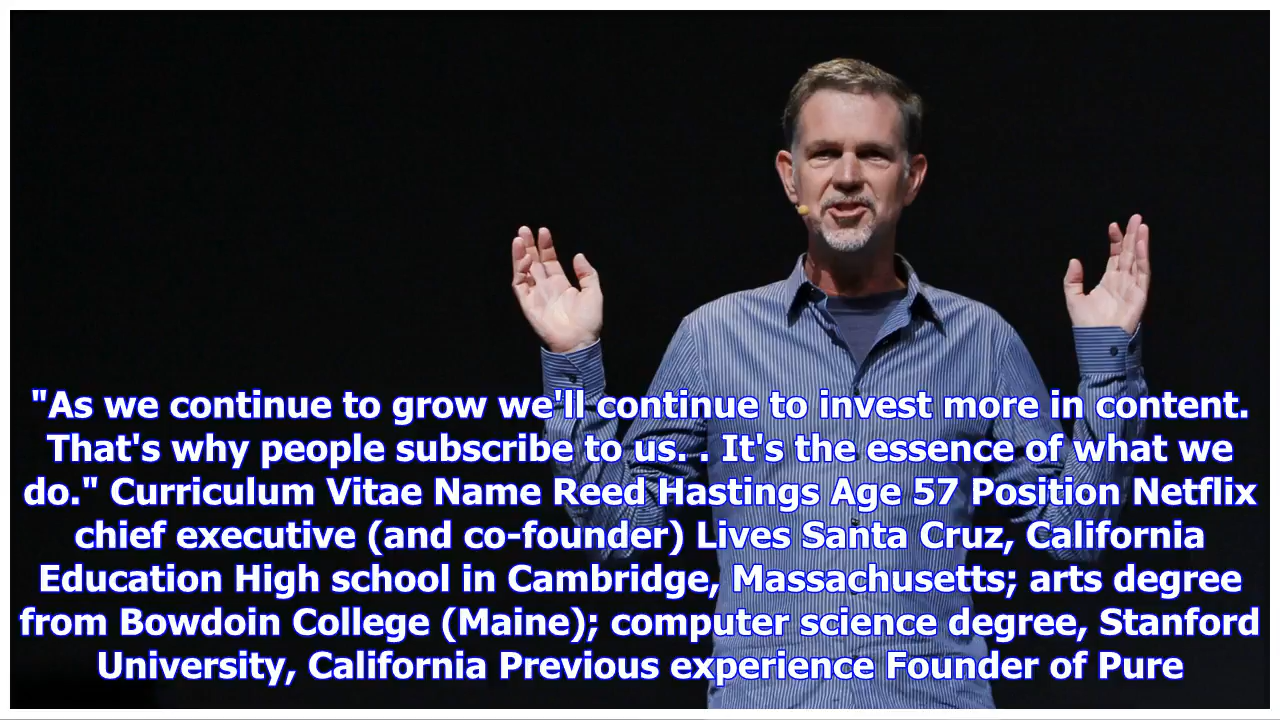 "As we continue to grow we'll continue to invest more in content.
That's why people subscribe to us. . It's the essence of what we
do." Curriculum Vitae Name Reed Hastings Age 57 Position Netflix
chief executive (and co-founder) Lives Santa Cruz, California
Education High school in Cambridge, Massachusetts; arts degree
from Bowdoin College (Maine); computer science degree, Stanford
University, California Previous experience Founder of Pure